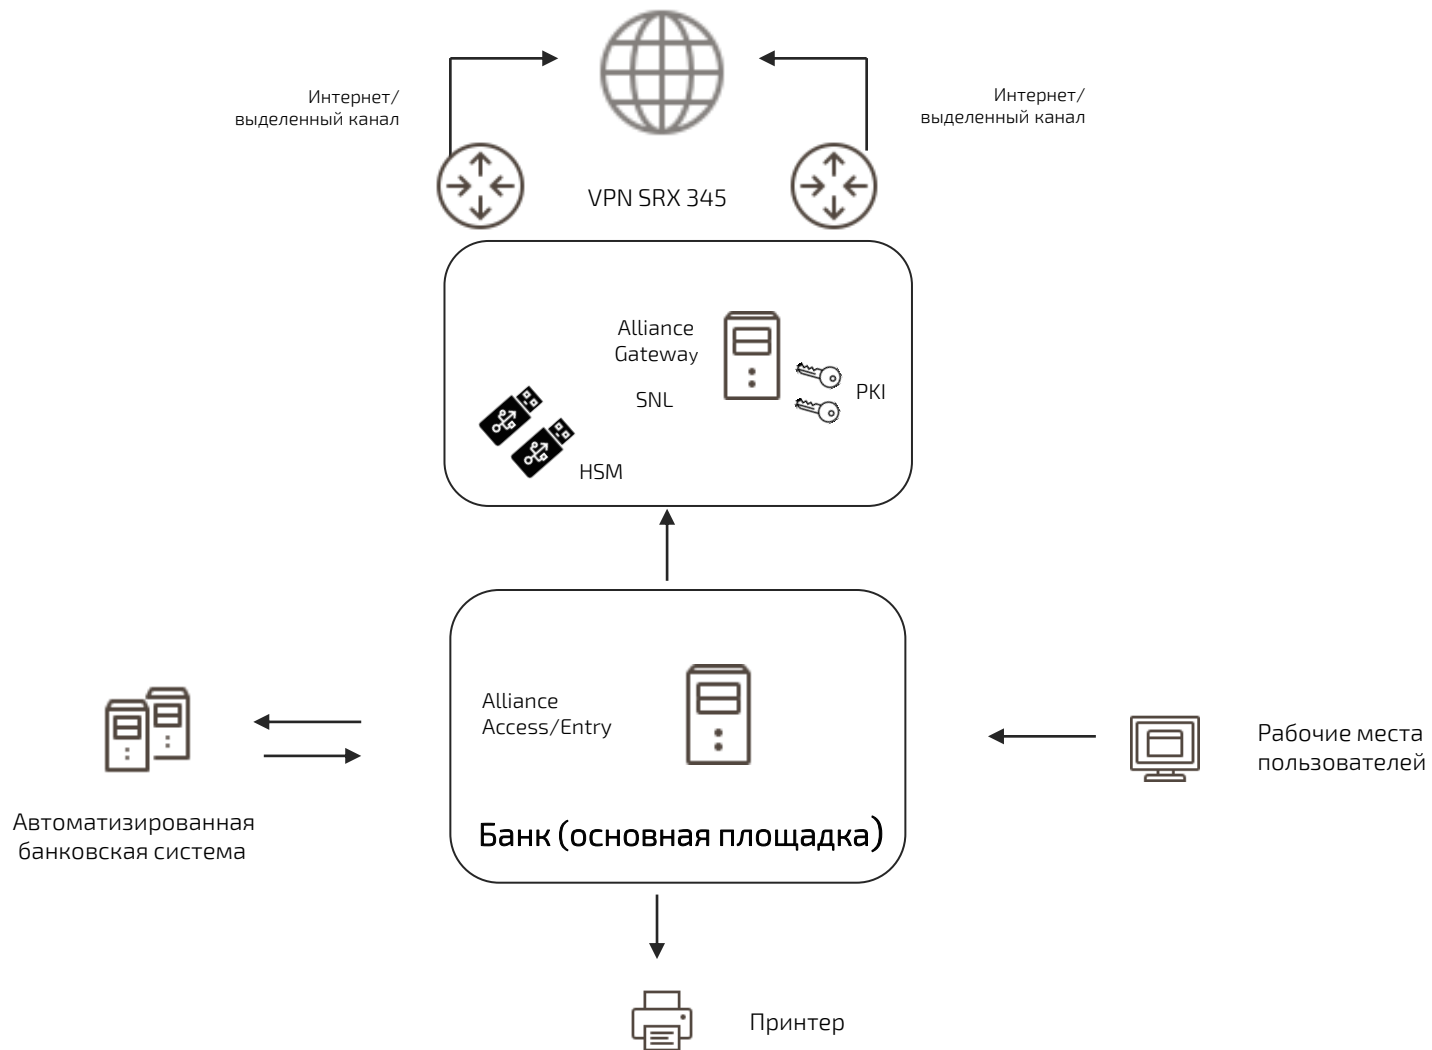 Интернет/
выделенный канал
Интернет/
выделенный канал
VPN SRX 345
Alliance
Gateway
SNL
PKI
HSM
Alliance
Access/Entry
Банк (основная площадка)
Автоматизированная
банковская система
Рабочие места
пользователей
Принтер